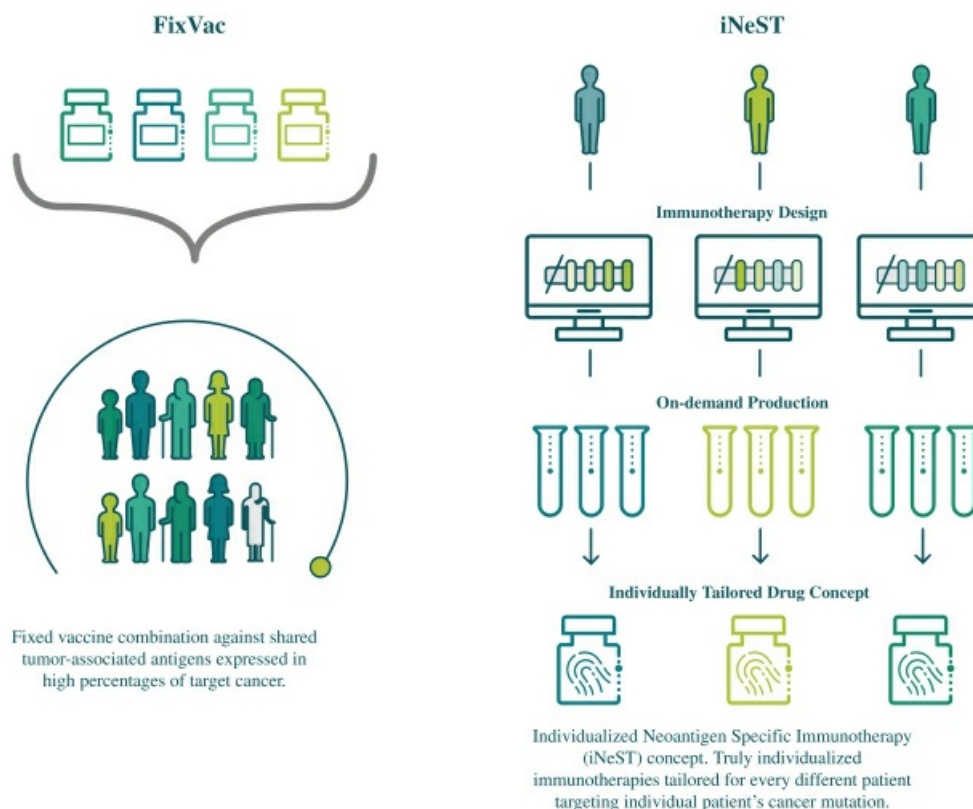 FixVac
Fixed vaccine combination against shared
tumor-associated antigens expressed in
high percentages of target cancer.
iNeST
Immunotherapy Design
On-demand Production
Individually Tailored Drug Concept
Individualized Neoantigen Specific Immunotherapy
(iNeST) concept. Truly individualized
immunotherapies tailored for every different patient
targeting individual patient's cancer mutation.